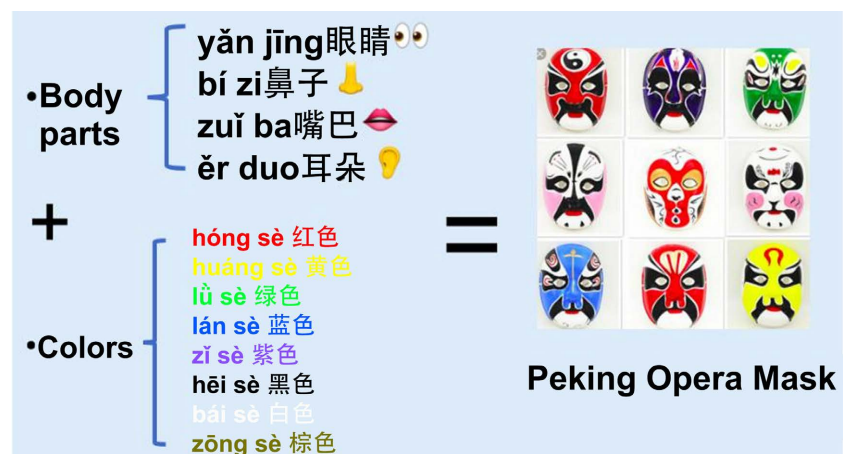 •Body
parts
yǎn jīng眼睛
bí zi鼻子
zuǐ ba嘴巴
ěr duo耳朵
+
•Colors
hóng sè 红色
huáng sè 黄色
lǜ sè 绿色
lán sè 蓝色
zǐ sè 紫色
hēi sè 黑色
bái sè 白色
zōng sè 棕色
=
Peking Opera Mask